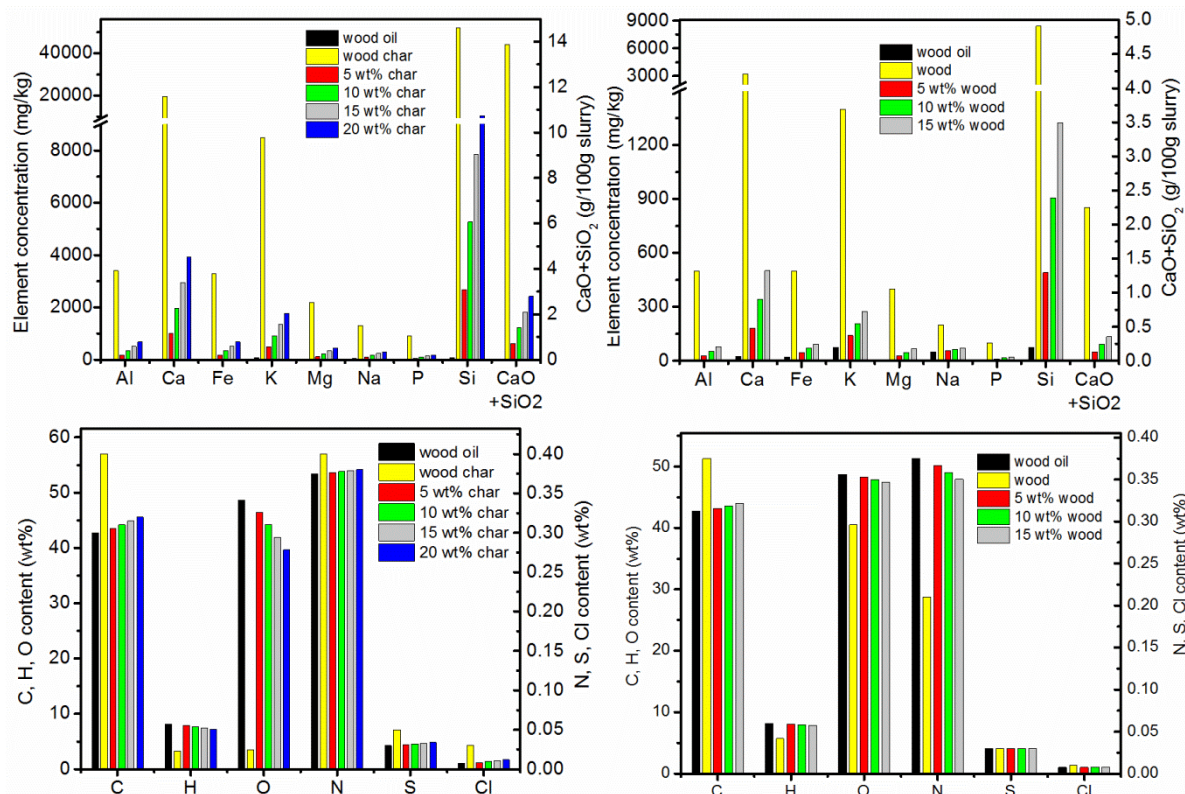 Element concentration (mg/kg)
40000
20000
8000
6000
4000
2000
0
wood oil
wood char
5 wt% char
10 wt% char
15 wt% char
20 wt% char
14
12
10
8
6
4
2
0
CaO+SiO2 (g/100g slurry)
Al Ca Fe K Mg Na P Si CaO
+SiO2
Element concentration (mg/kg)
9000
6000
3000
1200
900
600
300
0
wood oil
wood
5 wt% wood
10 wt% wood
15 wt% wood
5.0
4.5
4.0
3.5
3.0
2.5
2.0
1.5
1.0
0.5
0.0
CaO+SiO2 (g/100g slurry)
Al Ca Fe K Mg Na P Si CaO
+SiO2
C, H, O content (wt%)
60
50
40
30
20
10
0
wood oil
wood char
5 wt% char
10 wt% char
15 wt% char
20 wt% char
0.40
0.35
0.30
0.25
0.20
0.15
0.10
0.05
0.00
N, S, Cl content (wt%)
C H O N S Cl
C, H, O content (wt%)
50
40
30
20
10
0
wood oil
wood
5 wt% wood
10 wt% wood
15 wt% wood
0.40
0.35
0.30
0.25
0.20
0.15
0.10
0.05
0.00
N, S, Cl content (wt%)
C H O N S Cl